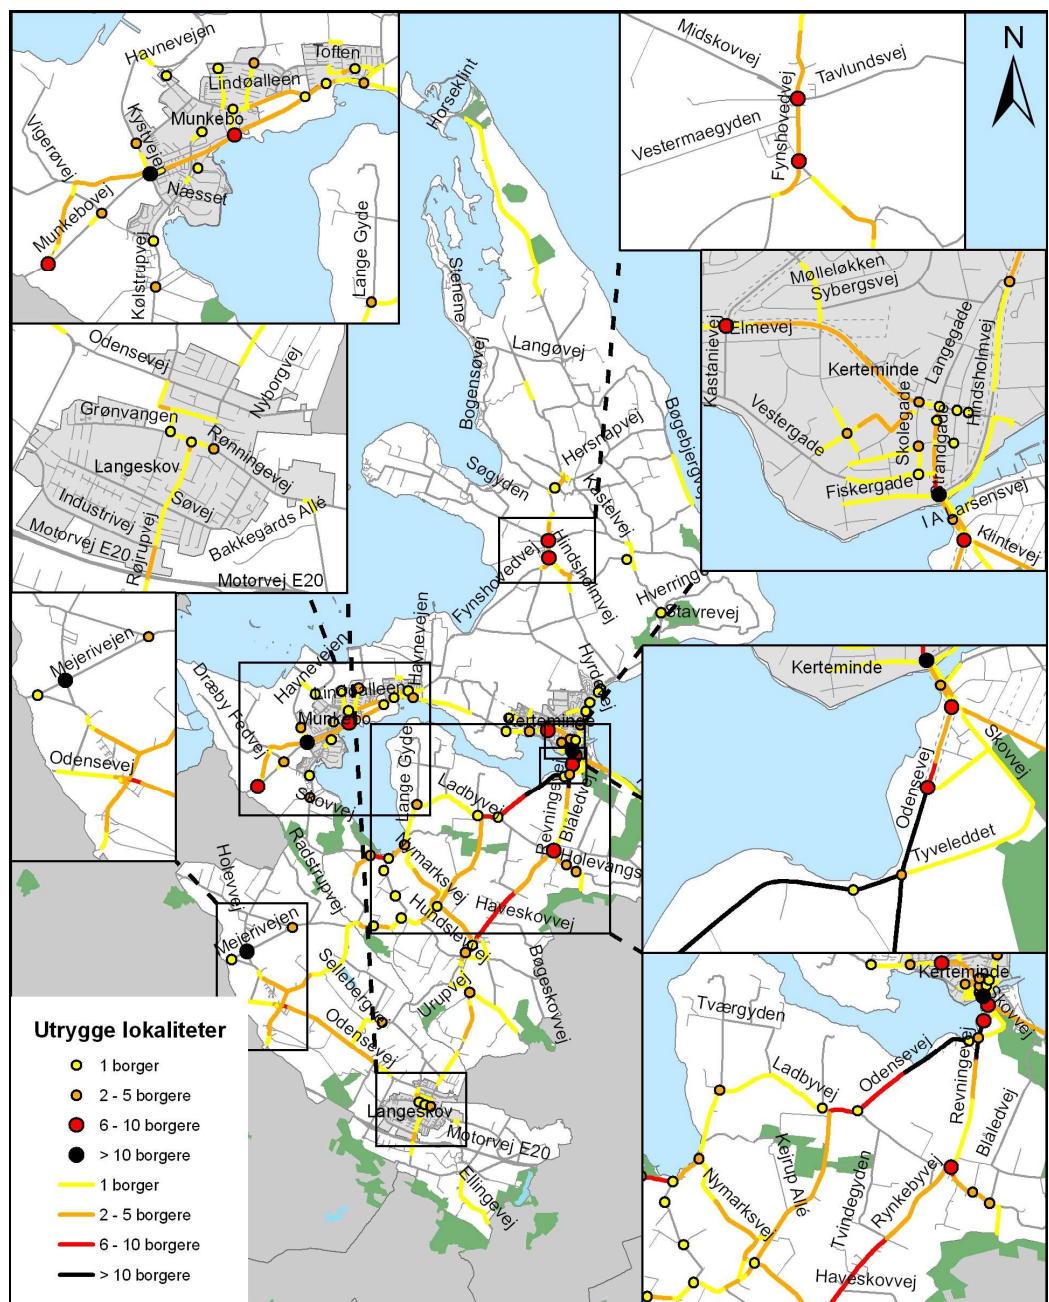 Havnevejen
Toften
Lindøalleen
Munkebo
Kystvejen
Vigerøvej
Næsset
Munkebovej
Kølstrupvej
Lange Gyde
Horseklint
Midskovvej
Tavlundsvej
Vestermaegyden
Fynshovedvej
N
Mølleløkken
Sybergsvej
Elmevej
Kastanievej
Kerteminde
Langegade
Hindsholmvej
Vestergade
Skolegade
Strandgade
Fiskergade
I A Larsensvej
Klintevej
Odensevej
Nyborgvej
Grønvangen
Rønningevej
Langeskov
Søvej
Industrivej
Bakkegårds Allé
Motorvej E20
Røjrupvej
Motorvej E20
Stenene
Langøvej
Bogensøvej
Hersnapvej
Søgyden
Kastelvej
Fynshovedvej
Hindsholmvej
Stavrevej
Mejerivejen
Odensevej
Havnevejen
Havnevejen
Dræby Fedvej
Lindøalleen
Munkebo
Kerteminde
Lange Gyde
Ladbyvej
Revningevej
Blåledvej
Skovvej
Radstrupvej
Nymarksvej
Holevangs
Haveskovvej
Hundslevvej
Holevvej
Mejerivejen
Sellebergvej
Urupvej
Bøgeskovvej
Odensevej
Langeskov
Motorvej E20
Ellingevej
Kerteminde
Odensevej
Skovvej
Tyveleddet
Kerteminde
Skovvej
Tværgyden
Odensevej
Ladbyvej
Revningevej
Blåledvej
Kejrup Allé
Nymarksvej
Tvindegyden
Rynkebyvej
Haveskovvej
Utrygge lokaliteter
1 borger
2 - 5 borgere
6 - 10 borgere
> 10 borgere
1 borger
2 - 5 borgere
6 - 10 borgere
> 10 borgere